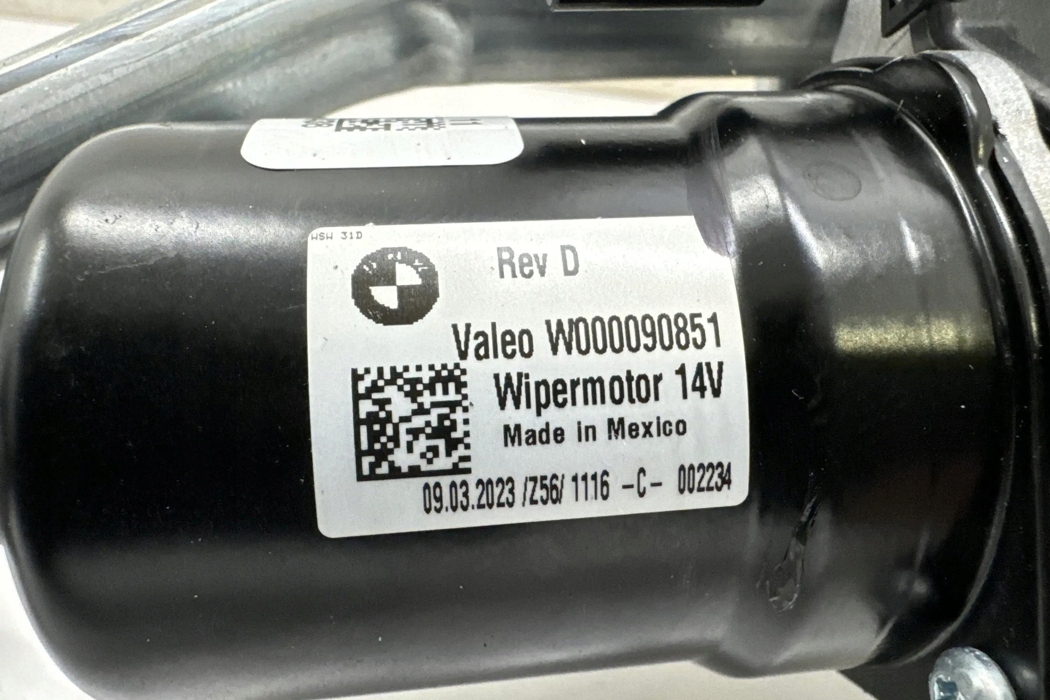 WSW 31D
Rev D
Valeo W000090851
Wipermotor 14V
Made in Mexico
09.03.2023 /Z56/ 1116 -C- 002234